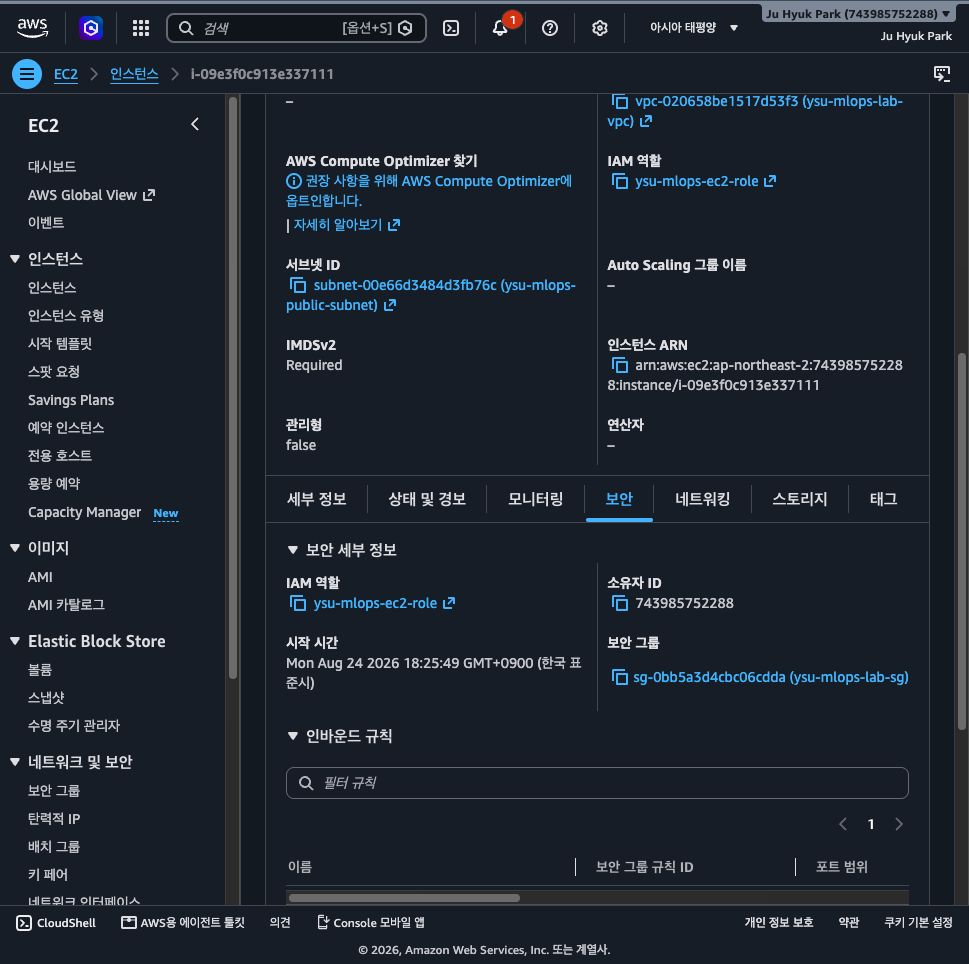 aws
검색
[옵션+S]
1
아시아 태평양
Ju Hyuk Park (743985752288)
Ju Hyuk Park
EC2
인스턴스
i-09e3f0c913e337111
EC2
대시보드
AWS Global View
이벤트
인스턴스
인스턴스
인스턴스 유형
시작 템플릿
스팟 요청
Savings Plans
예약 인스턴스
전용 호스트
용량 예약
Capacity Manager New
이미지
AMI
AMI 카탈로그
Elastic Block Store
볼륨
스냅샷
수명 주기 관리자
네트워크 및 보안
보안 그룹
탄력적 IP
배치 그룹
키 페어
네트워크 인터페이스
–
vpc-020658be1517d53f3 (ysu-mlops-lab-
vpc)
AWS Compute Optimizer 찾기
권장 사항을 위해 AWS Compute Optimizer에
옵트인합니다.
| 자세히 알아보기
IAM 역할
ysu-mlops-ec2-role
서브넷 ID
subnet-00e66d3484d3fb76c (ysu-mlops-
public-subnet)
Auto Scaling 그룹 이름
–
IMDSv2
Required
인스턴스 ARN
arn:aws:ec2:ap-northeast-2:74398575228
8:instance/i-09e3f0c913e337111
관리형
false
연산자
–
세부 정보
상태 및 경보
모니터링
보안
네트워킹
스토리지
태그
보안 세부 정보
IAM 역할
ysu-mlops-ec2-role
소유자 ID
743985752288
시작 시간
Mon Aug 24 2026 18:25:49 GMT+0900 (한국 표
준시)
보안 그룹
sg-0bb5a3d4cbc06cdda (ysu-mlops-lab-sg)
인바운드 규칙
필터 규칙
1
이름
보안 그룹 규칙 ID
포트 범위
CloudShell
AWS용 에이전트 툴킷
의견
Console 모바일 앱
개인 정보 보호
약관
쿠키 기본 설정
© 2026, Amazon Web Services, Inc. 또는 계열사.